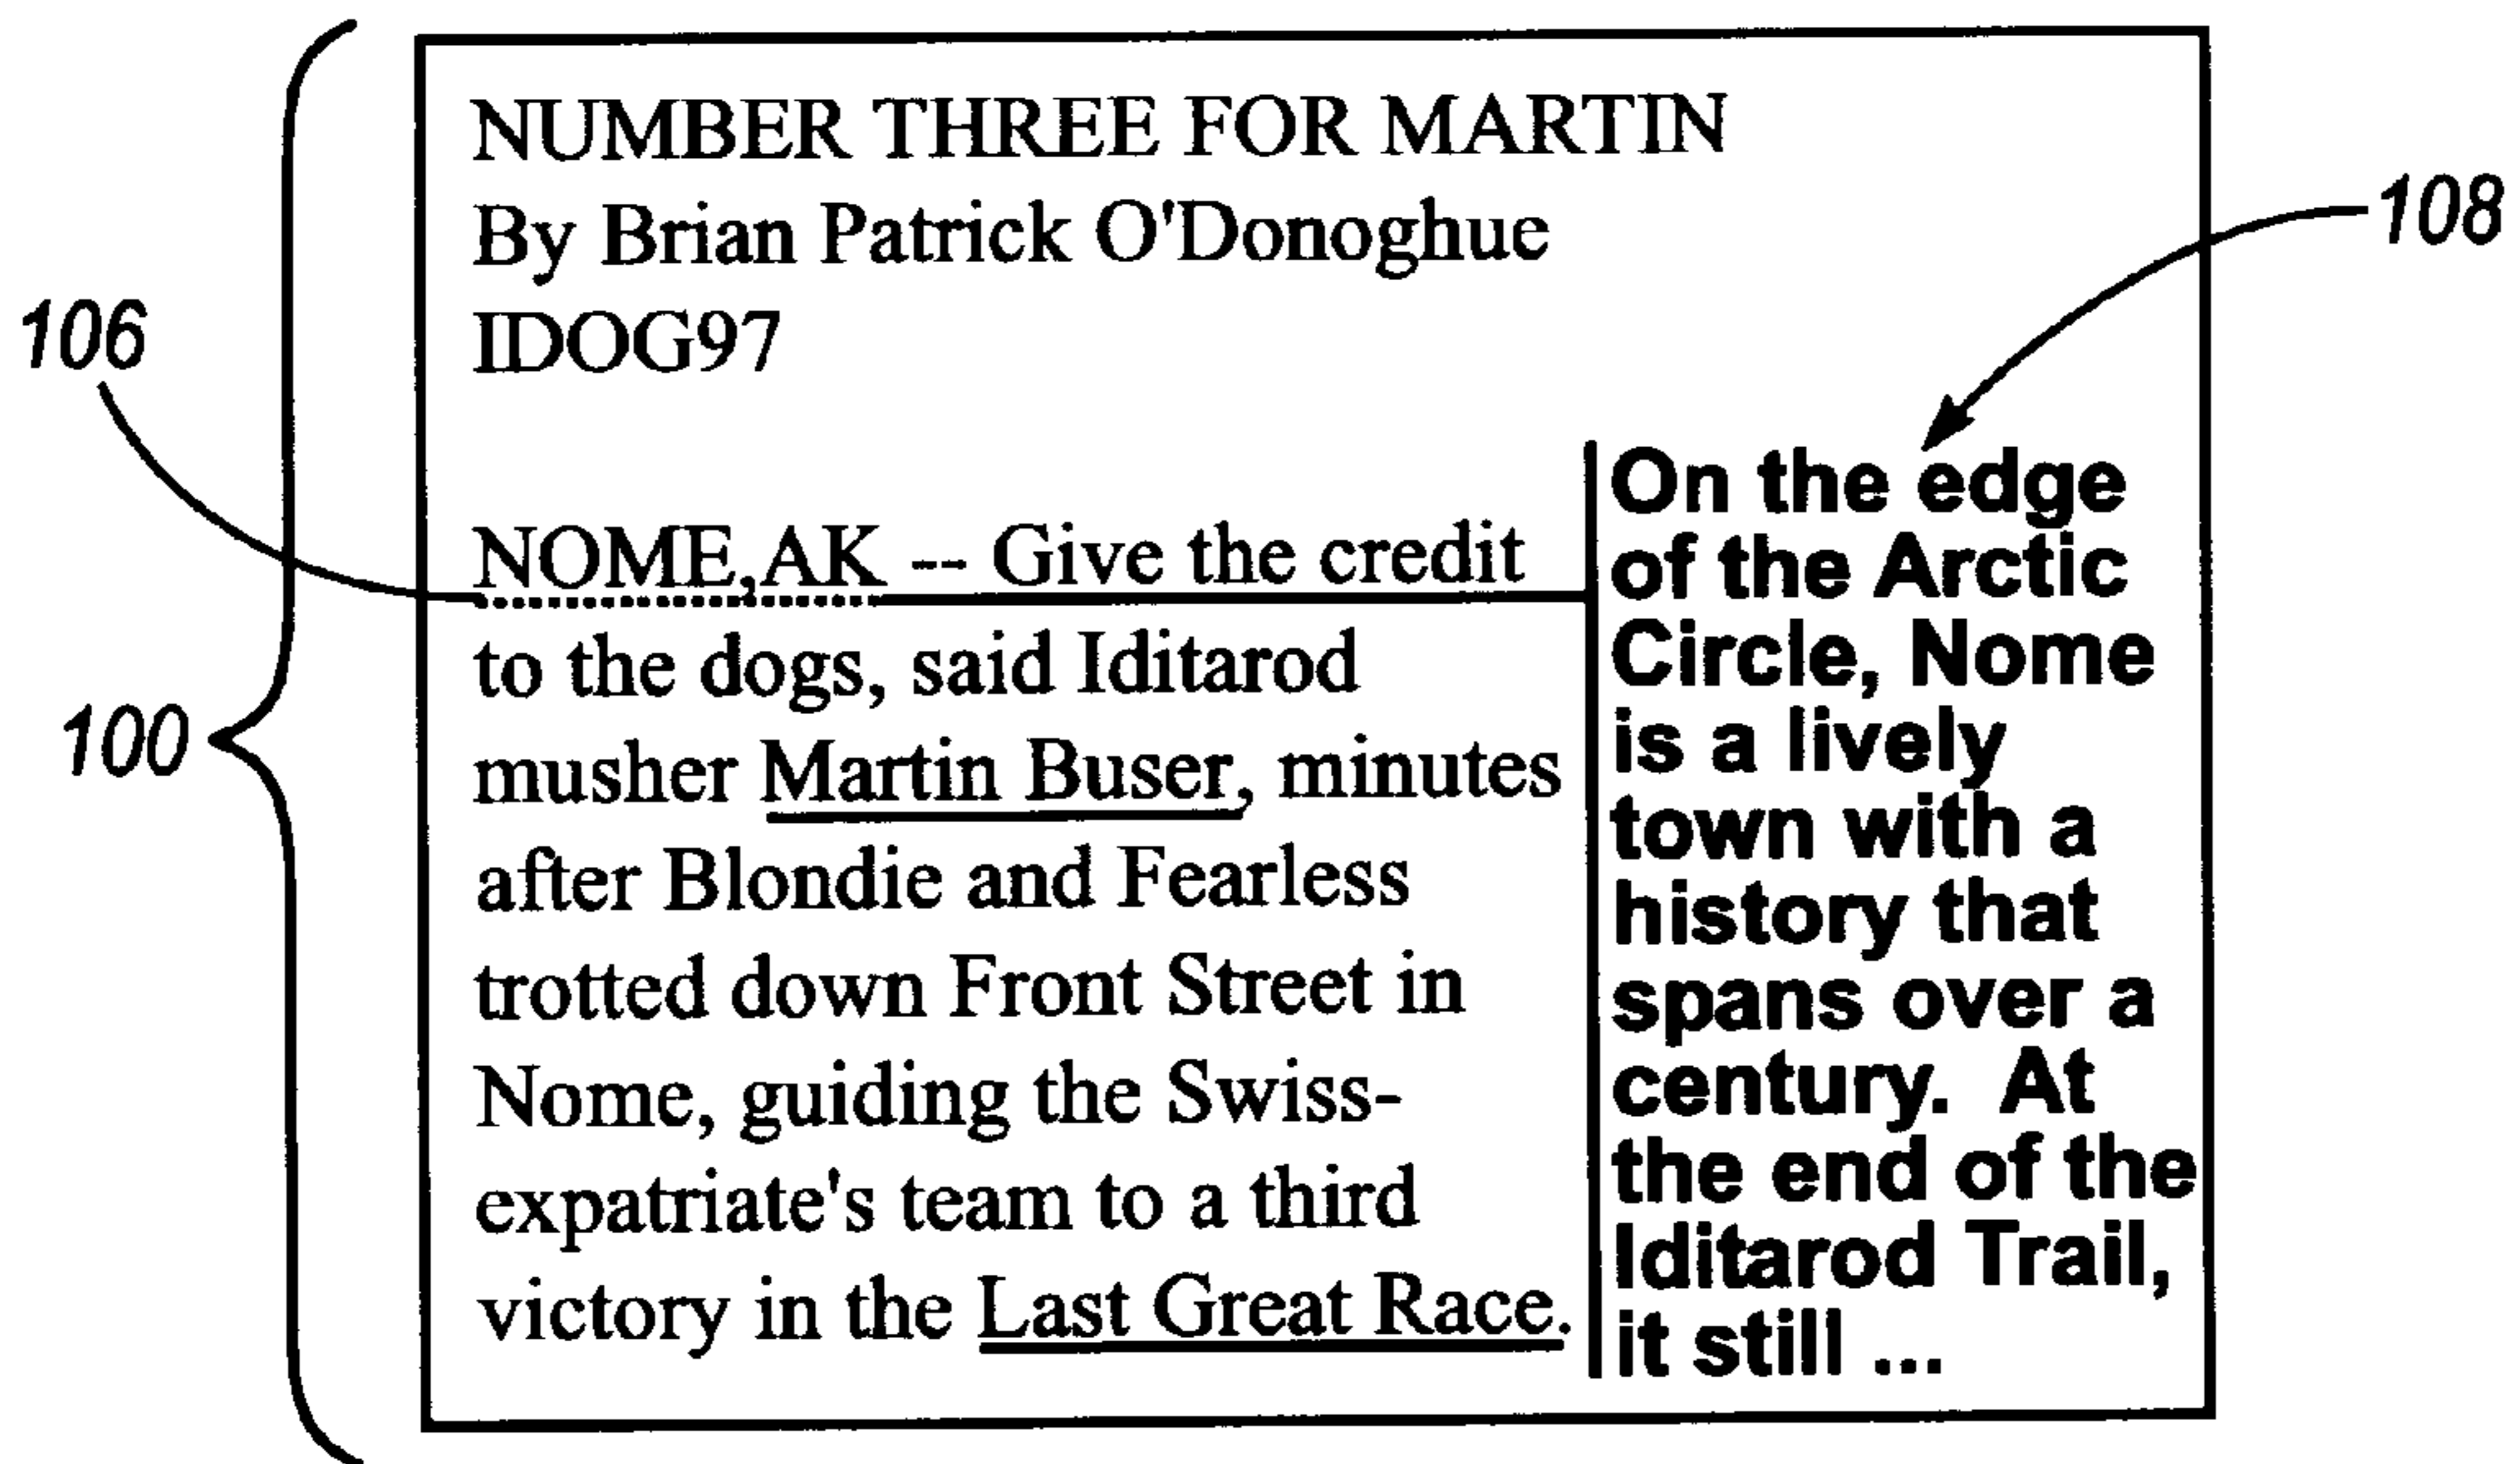 NUMBER THREE FOR MARTIN
By Brian Patrick O'Donoghue
IDOG97
108
106
100
NOME,AK -- Give the credit
to the dogs, said Iditarod
musher Martin Buser, minutes
after Blondie and Fearless
trotted down Front Street in
Nome, guiding the Swiss-
expatriate's team to a third
victory in the Last Great Race.
On the edge
of the Arctic
Circle, Nome
is a lively
town with a
history that
spans over a
century. At
the end of the
Iditarod Trail,
it still ...